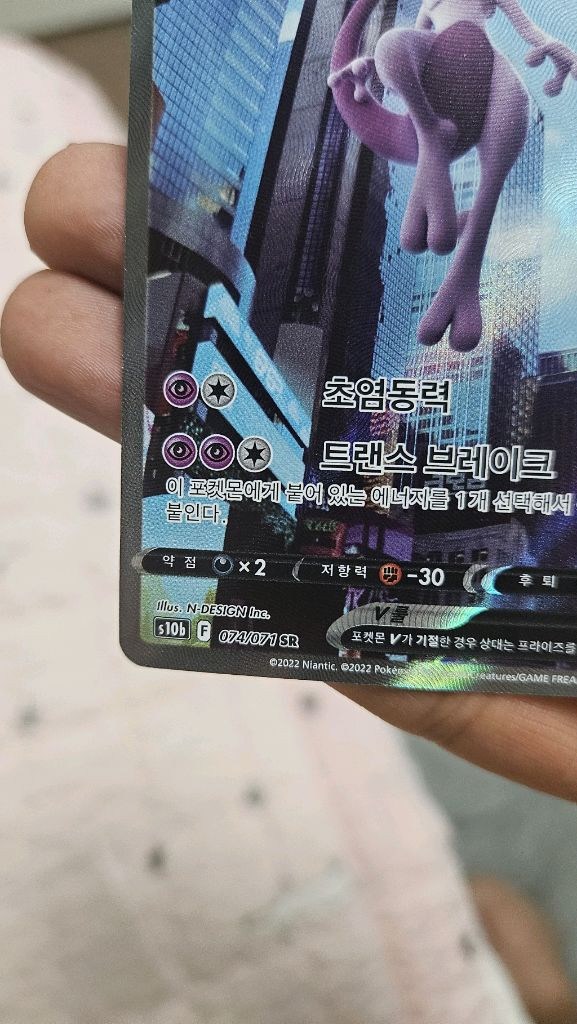 초염동력
트랜스 브레이크
이 포켓몬에게 붙어 있는 에너지를 1개 선택해서
붙인다.
약점 ×2 저항력 -30 후퇴
Illus. N-DESIGN Inc.
s10b F 074/071 SR
V 룰
포켓몬 V가 기절한 경우 상대는 프라이즈를
©2022 Niantic. ©2022 Pokém /GAME FREA